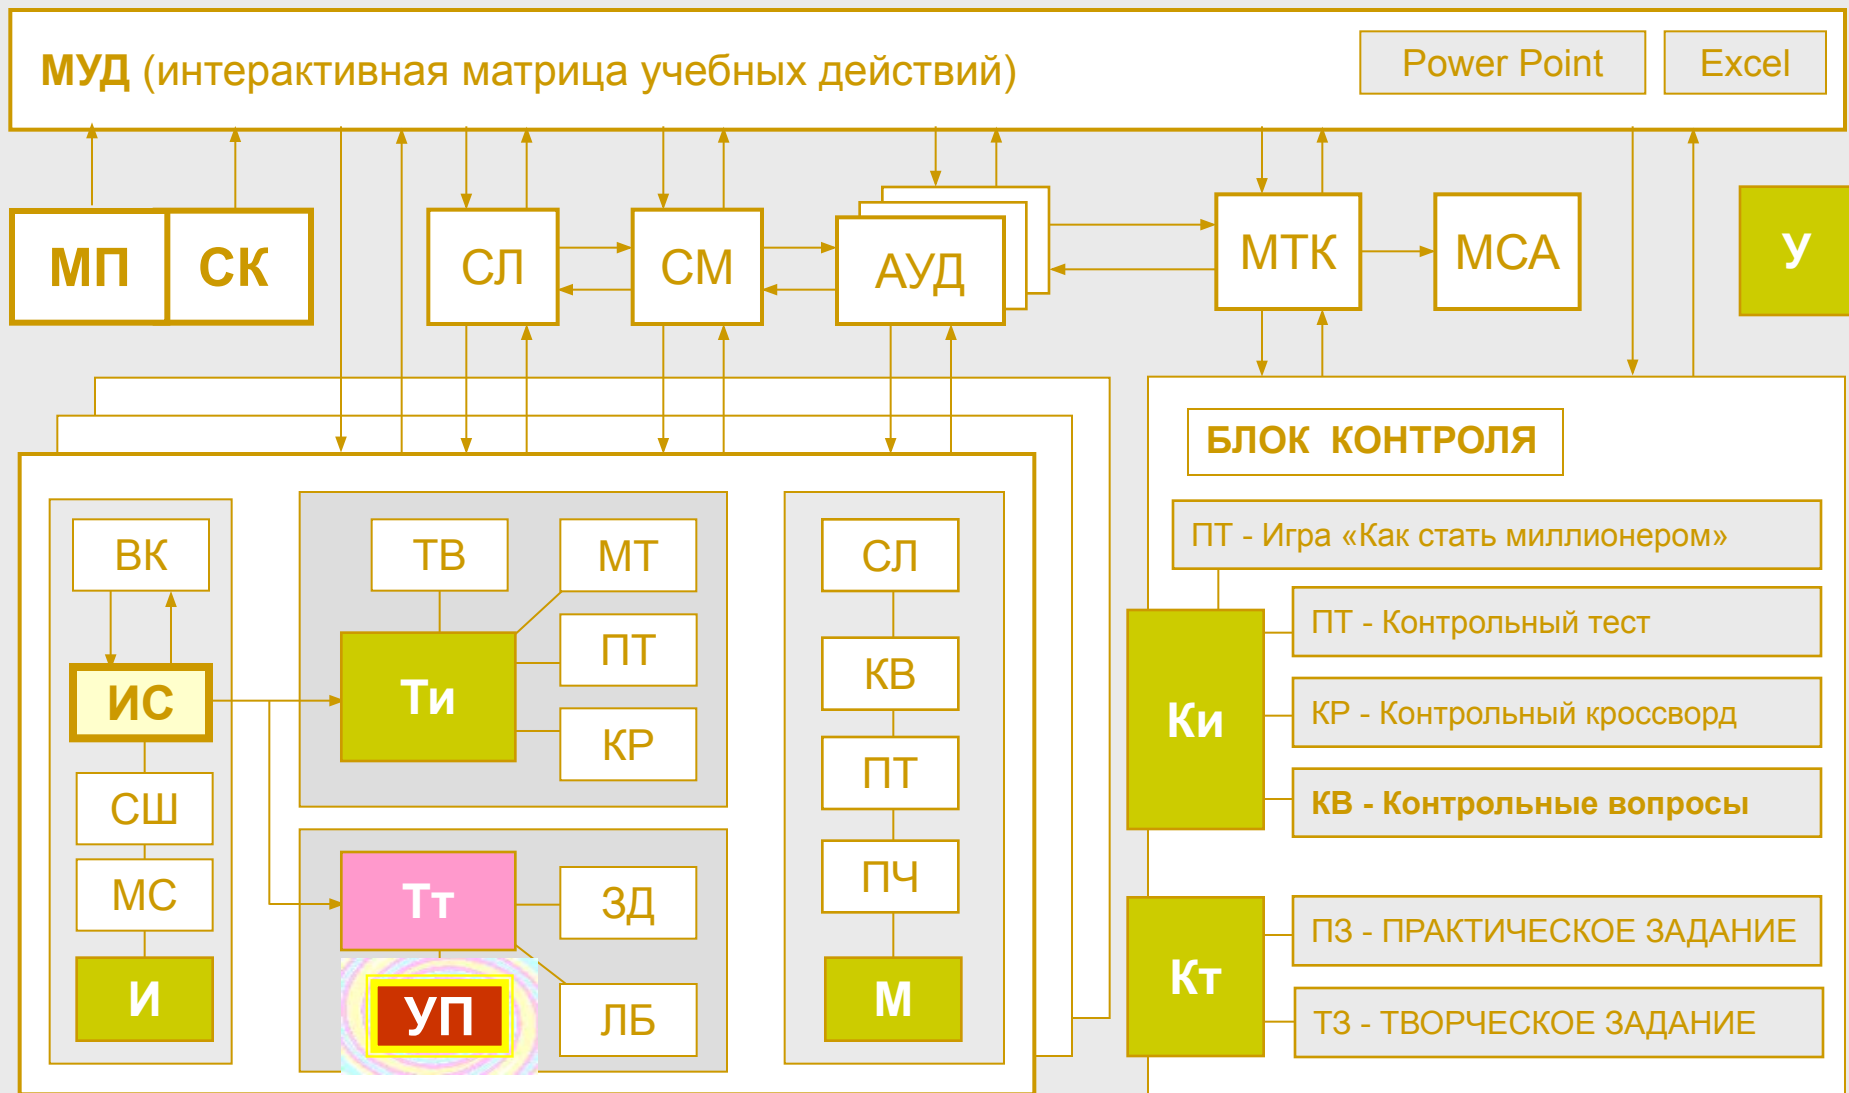 МУД (интерактивная матрица учебных действий)
Power Point
Excel
МП
СК
СЛ
СМ
АУД
МТК
МСА
У
БЛОК КОНТРОЛЯ
ВК
ИС
СШ
МС
И
ТВ
МТ
ПТ
КР
Ти
Тт
ЗД
ЛБ
УП
СЛ
КВ
ПТ
ПЧ
М
ПТ - Игра «Как стать миллионером»
Ки
ПТ - Контрольный тест
КР - Контрольный кроссворд
КВ - Контрольные вопросы
Кт
ПЗ - ПРАКТИЧЕСКОЕ ЗАДАНИЕ
ТЗ - ТВОРЧЕСКОЕ ЗАДАНИЕ